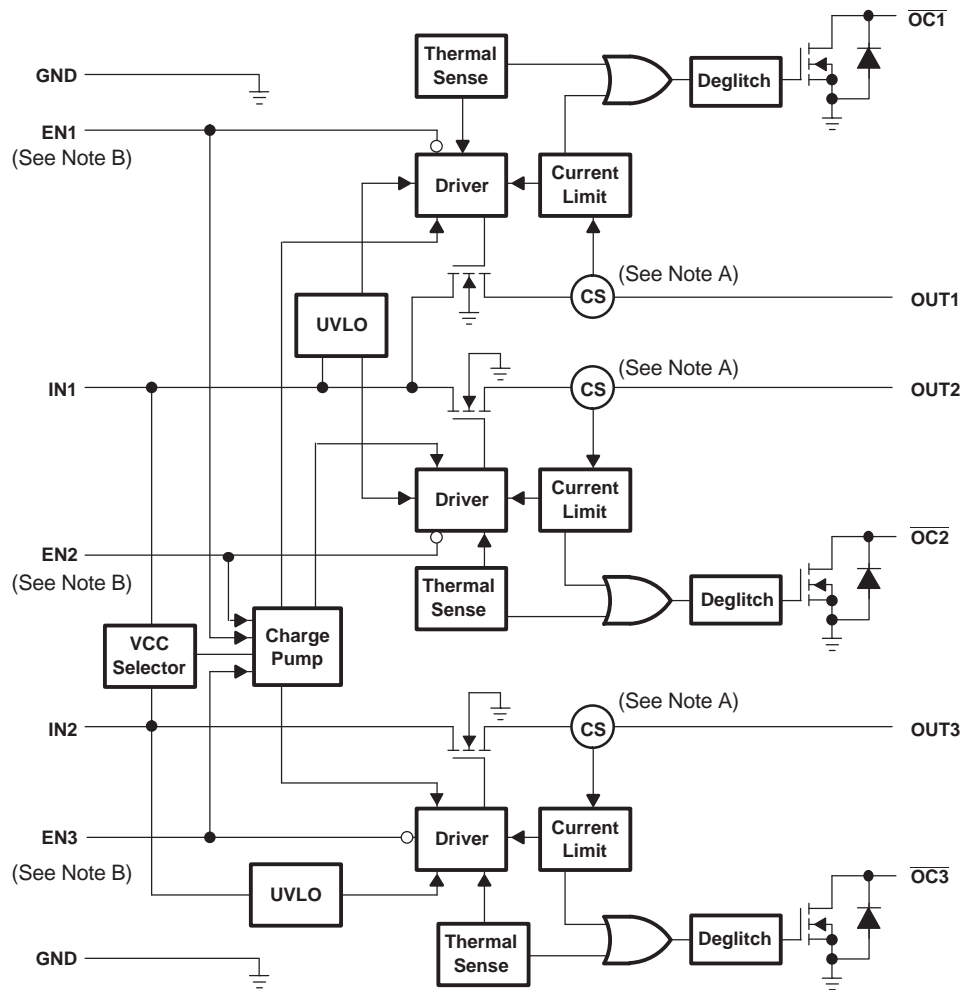 OC1
Thermal
Sense
GND
Deglitch
EN1
(See Note B)
Driver
Current
Limit
(See Note A)
CS
OUT1
UVLO
(See Note A)
IN1
CS
OUT2
Driver
Current
Limit
OC2
EN2
(See Note B)
Thermal
Sense
Deglitch
VCC
Selector
Charge
Pump
(See Note A)
IN2
CS
OUT3
EN3
Driver
Current
Limit
(See Note B)
OC3
UVLO
Thermal
Sense
Deglitch
GND